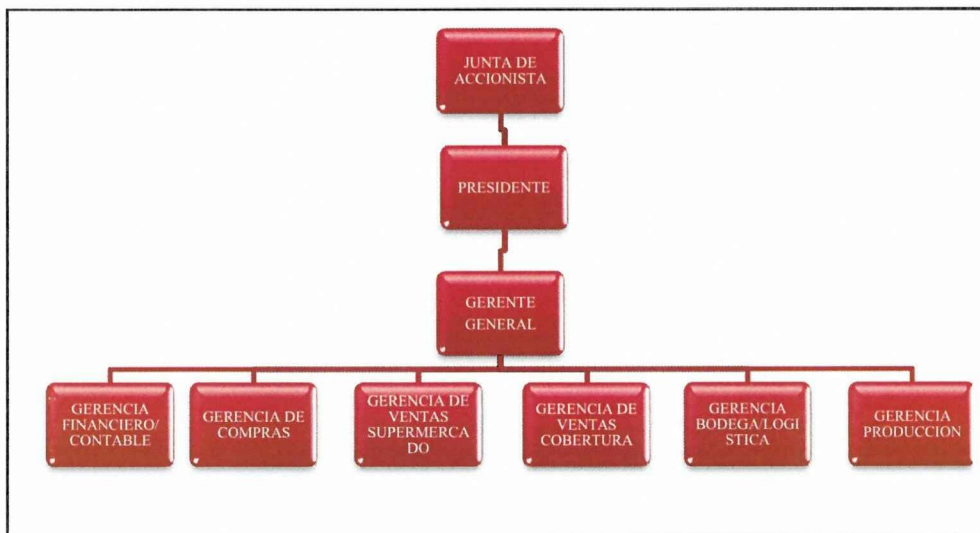 JUNTA DE
ACCIONISTA
PRESIDENTE
GERENTE
GENERAL
GERENCIA
FINANCIERO/
CONTABLE
GERENCIA DE
COMPRAS
GERENCIA DE
VENTAS
SUPERMERCA
DO
GERENCIA DE
VENTAS
COBERTURA
GERENCIA
BODEGA/LOGI
STICA
GERENCIA
PRODUCCION